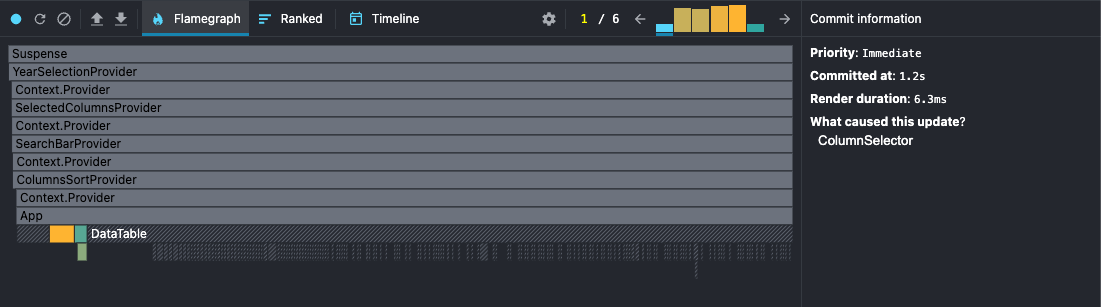 Flamegraph Ranked Timeline 1 / 6 Commit information
Suspense
YearSelectionProvider
Context.Provider
SelectedColumnsProvider
Context.Provider
SearchBarProvider
Context.Provider
ColumnsSortProvider
Context.Provider
App
DataTable
Priority: Immediate
Committed at: 1.2s
Render duration: 6.3ms
What caused this update?
ColumnSelector